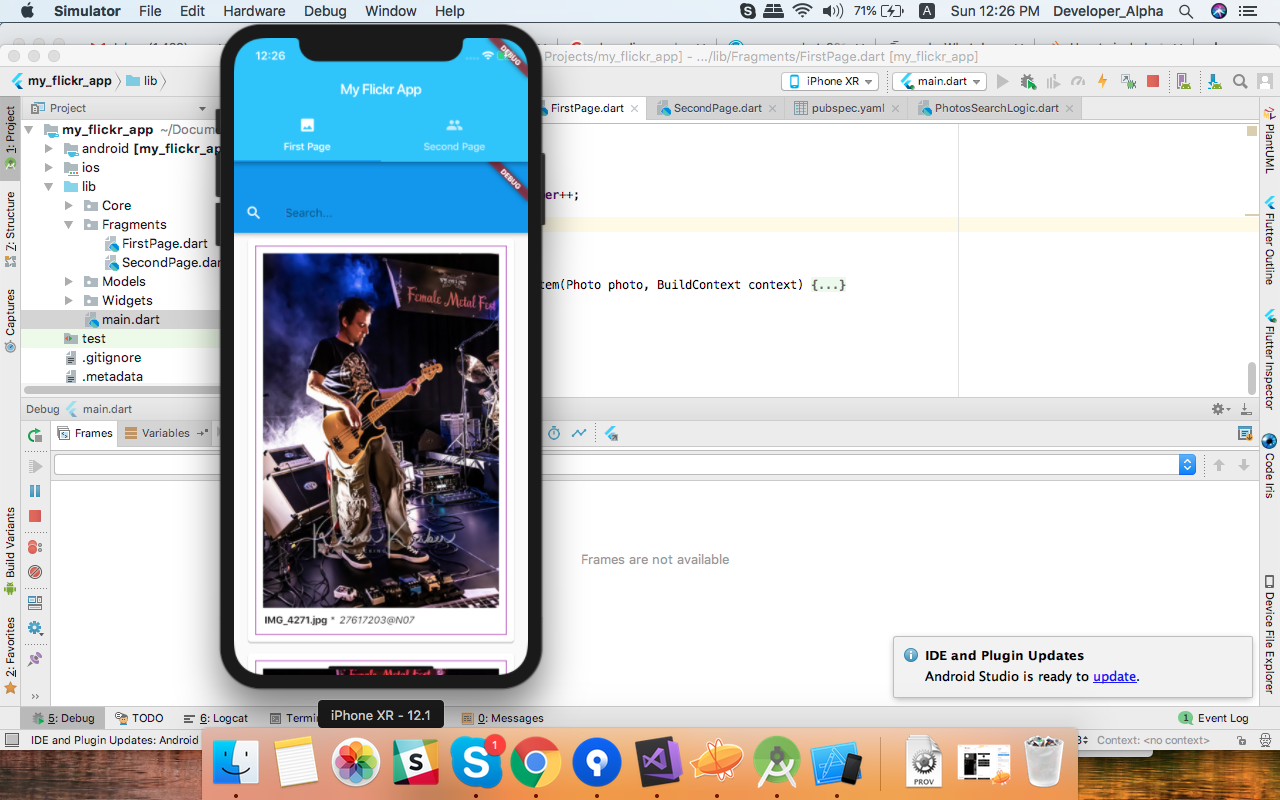 Simulator File Edit Hardware Debug Window Help
71% A Sun 12:26 PM Developer_Alpha
Projects/my_flickr_app] - .../lib/Fragments/FirstPage.dart [my_flickr_app]
my_flickr_app lib
iPhone XR main.dart
Project
FirstPage.dart SecondPage.dart pubspec.yaml PhotosSearchLogic.dart
my_flickr_app ~/Docum
android [my_flickr_ap
ios
lib
Core
Fragments
FirstPage.dart
SecondPage.dar
Models
Widgets
main.dart
test
.gitignore
.metadata
1: Project
Z: Structure
Captures
Build Variants
2: Favorites
12:26
DEBUG
My Flickr App
First Page
Second Page
DEBUG
Search...
Female Metal Fest
IMG_4271.jpg * 27617203@N07
er++;
tem(Photo photo, BuildContext context) {...}
PlantUML
Flutter Outline
Flutter Inspector
Code Iris
Device File Explorer
Debug main.dart
Frames Variables
Frames are not available
IDE and Plugin Updates
Android Studio is ready to update.
iPhone XR - 12.1
5: Debug TODO 6: Logcat Termi 0: Messages 1 Event Log
IDE and Plugin Updates: Android
Context: <no context>
S 1
PROV